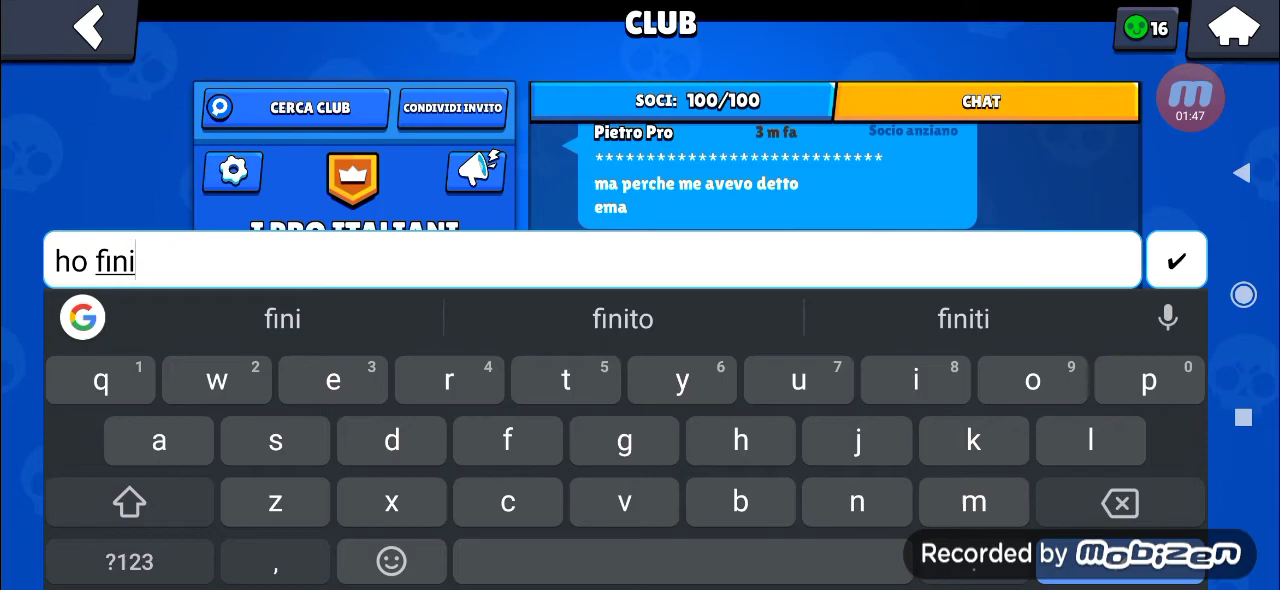 CLUB
16
01:47
CERCA CLUB
CONDIVIDI INVITO
SOCI: 100/100
CHAT
Pietro Pro 3 m fa Socio anziano
****************************
ma perche me avevo detto
ema
I PRO ITALIANI
ho fini
fini finito finiti
q 1 w 2 e 3 r 4 t 5 y 6 u 7 i 8 o 9 p 0
a s d f g h j k l
z x c v b n m
?123 ,
Recorded by mobizen